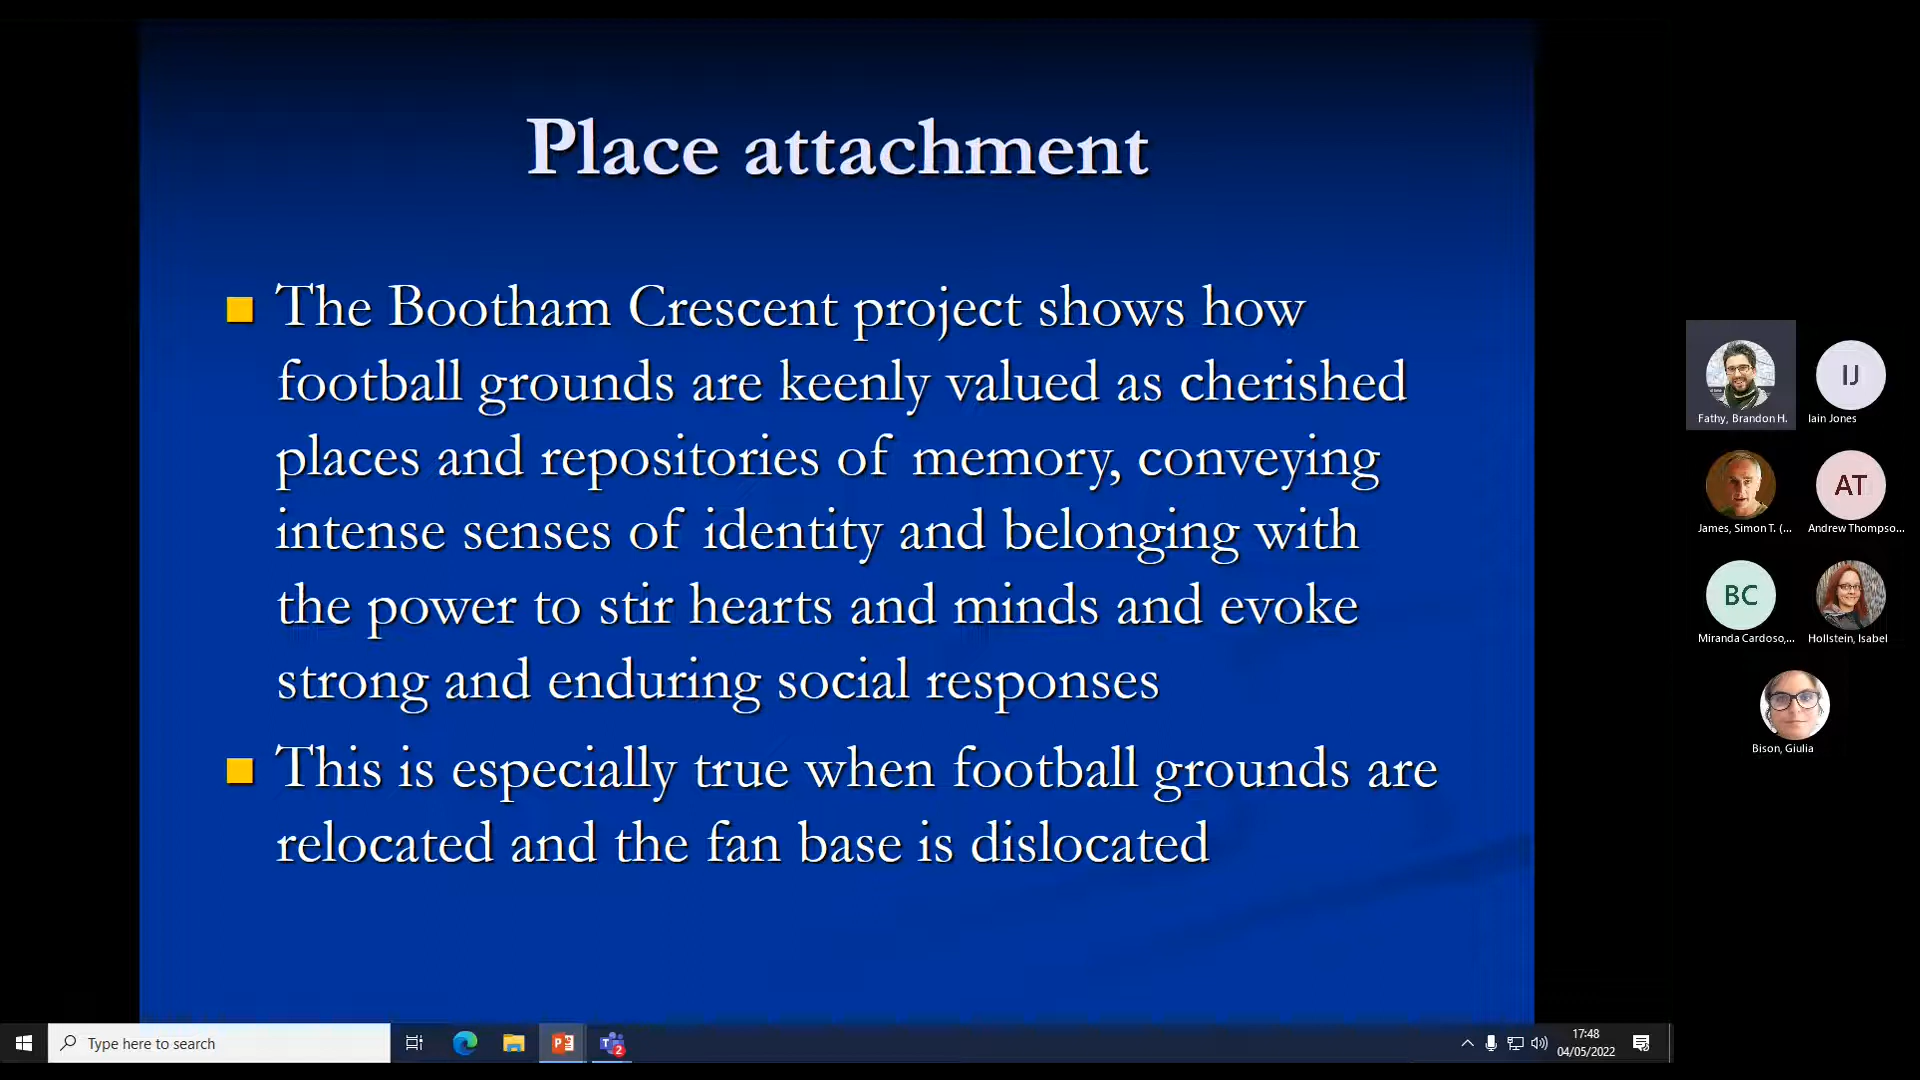 Place attachment
The Bootham Crescent project shows how
football grounds are keenly valued as cherished
places and repositories of memory, conveying
intense senses of identity and belonging with
the power to stir hearts and minds and evoke
strong and enduring social responses
This is especially true when football grounds are
relocated and the fan base is dislocated
Fathy, Brandon H.
IJ
Iain Jones
James, Simon T. (...
AT
Andrew Thompso...
BC
Miranda Cardoso,...
Hollstein, Isabel
Bison, Giulia
Type here to search
2
17:48
04/05/2022